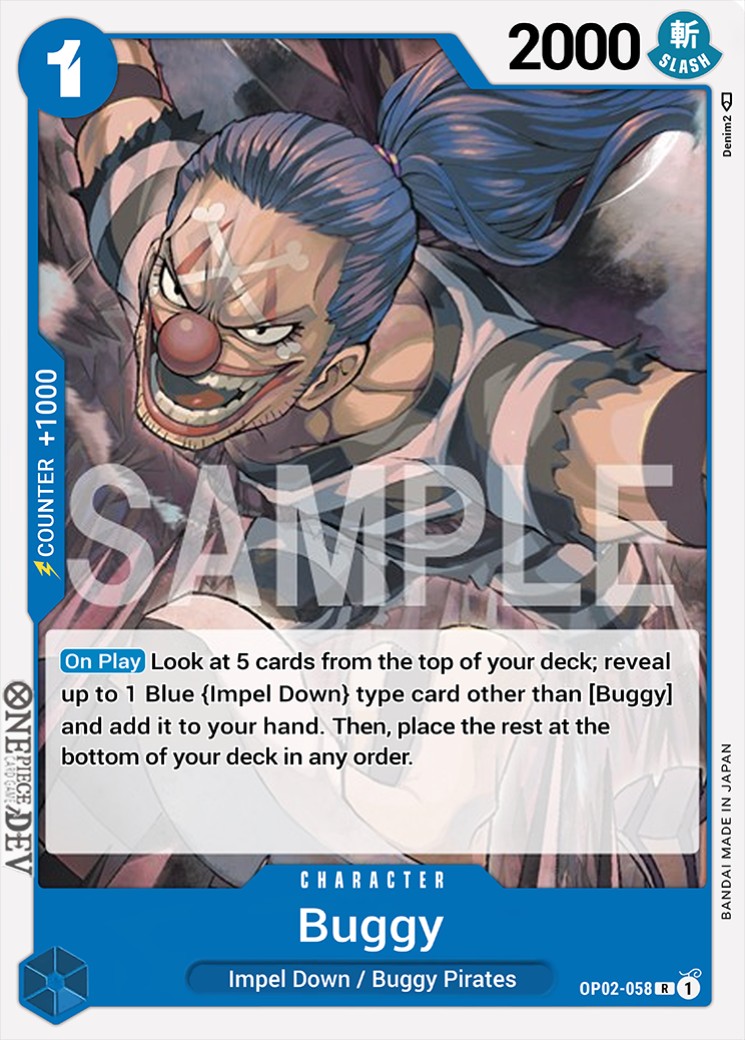 1
2000
斬
SLASH
Denim2
COUNTER +1000
SAMPLE
On Play Look at 5 cards from the top of your deck; reveal
up to 1 Blue {Impel Down} type card other than [Buggy]
and add it to your hand. Then, place the rest at the
bottom of your deck in any order.
ONE PIECE
CARD GAME
DEV
BANDAI MADE IN JAPAN
CHARACTER
Buggy
Impel Down / Buggy Pirates
OP02-058 R 1